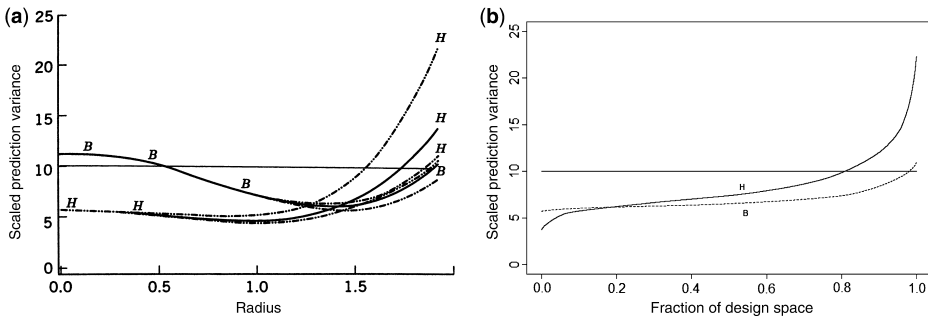 (a)
25
20
15
10
5
0
Scaled prediction variance
H
H
H
B
B
B
B
H
H
0.0 0.5 1.0 1.5
Radius
(b)
25
20
15
10
5
0
Scaled prediction variance
H
B
0.0 0.2 0.4 0.6 0.8 1.0
Fraction of design space